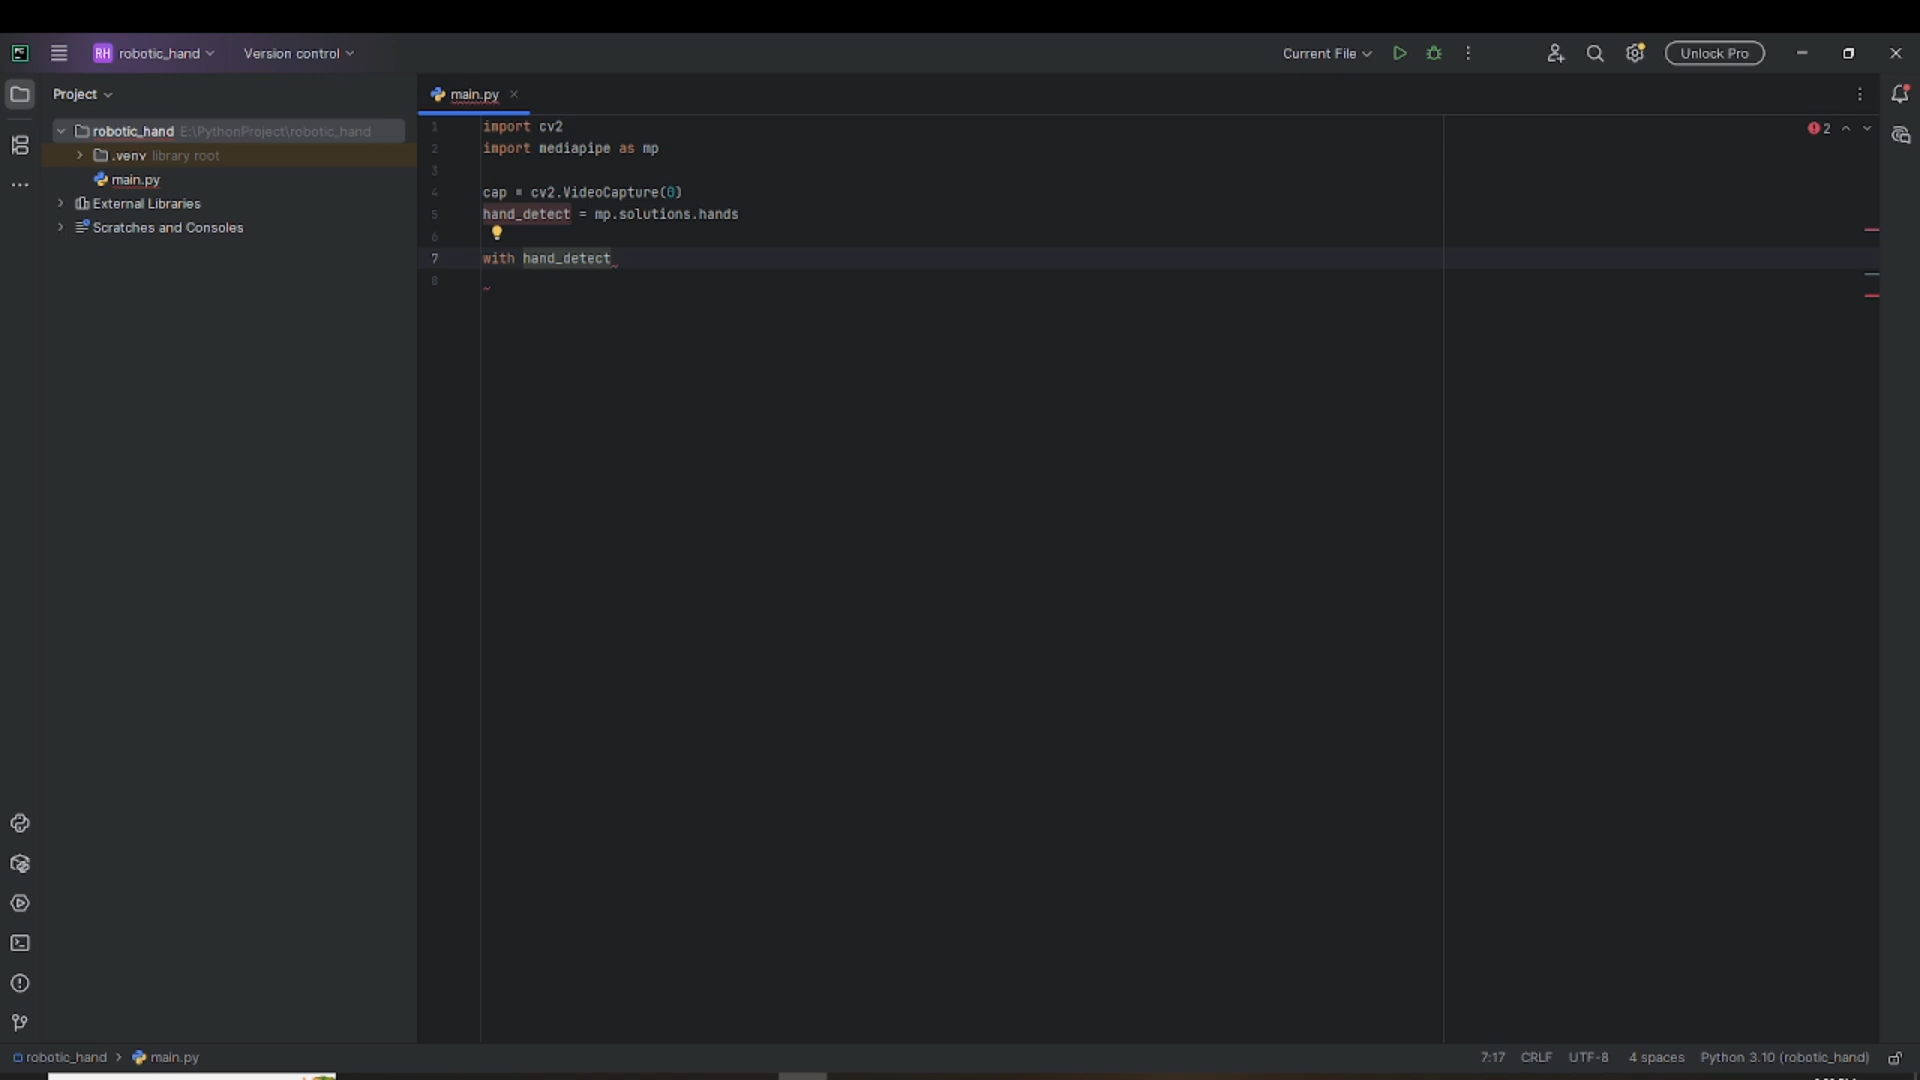 RH robotic_hand Version control Current File Unlock Pro
Project
main.py
robotic_hand E:\PythonProject\robotic_hand
.venv library root
main.py
External Libraries
Scratches and Consoles
1 import cv2
2 import mediapipe as mp
3
4 cap = cv2.VideoCapture(0)
5 hand_detect = mp.solutions.hands
6
7 with hand_detect
8
2
robotic_hand > main.py 7:17 CRLF UTF-8 4 spaces Python 3.10 (robotic_hand)